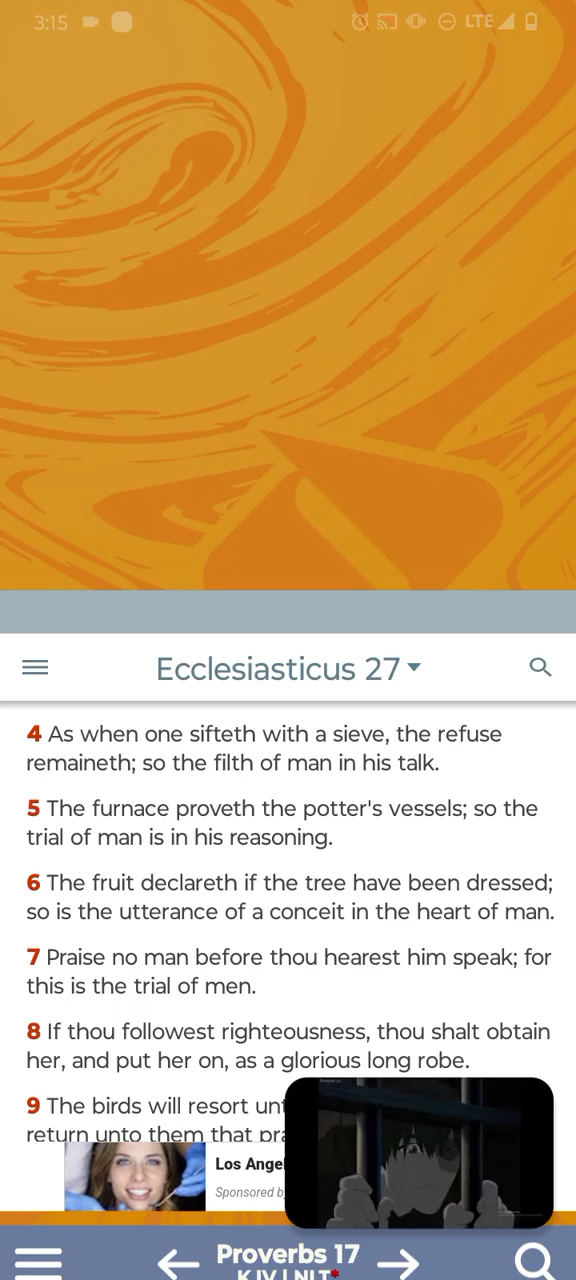 3:15 LTE
Ecclesiasticus 27
4 As when one sifteth with a sieve, the refuse
remaineth; so the filth of man in his talk.
5 The furnace proveth the potter's vessels; so the
trial of man is in his reasoning.
6 The fruit declareth if the tree have been dressed;
so is the utterance of a conceit in the heart of man.
7 Praise no man before thou hearest him speak; for
this is the trial of men.
8 If thou followest righteousness, thou shalt obtain
her, and put her on, as a glorious long robe.
9 The birds will resort
return unto them that
Los
Sponsored
Proverbs 17
KJV | NLT*